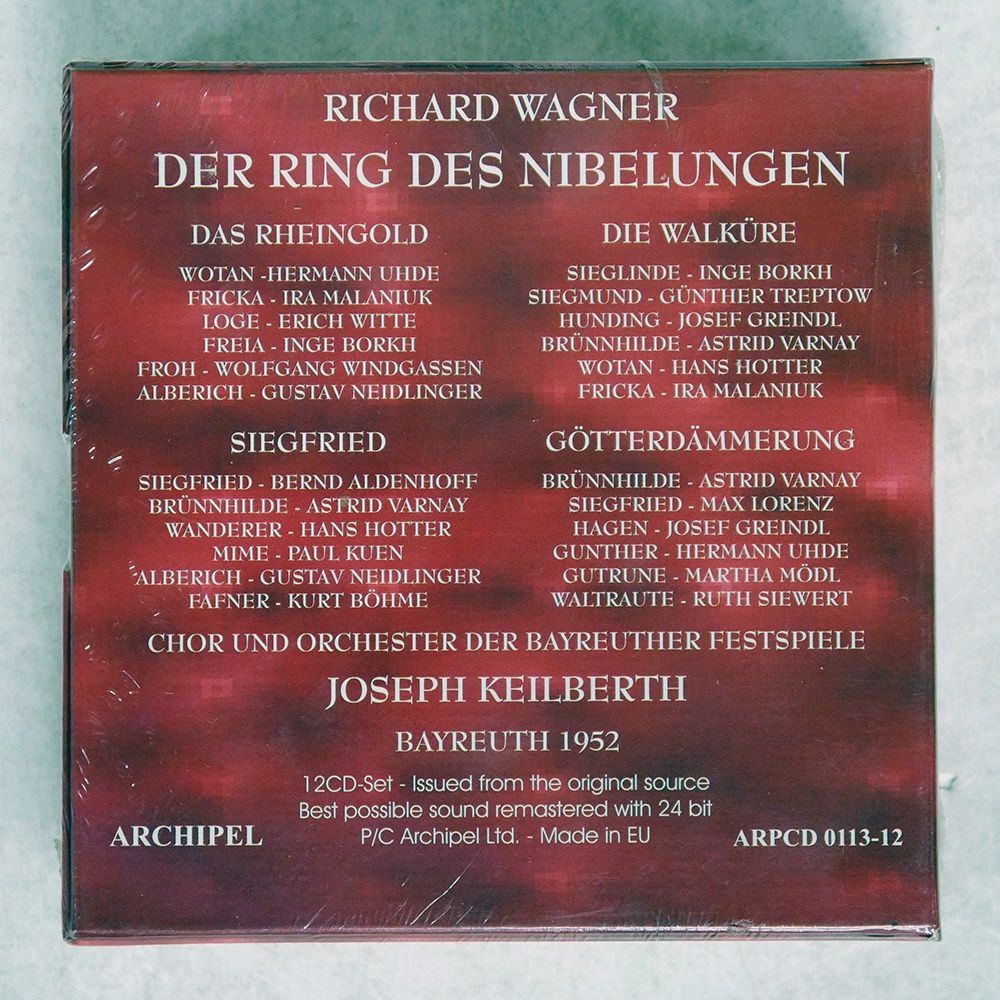 RICHARD WAGNER
DER RING DES NIBELUNGEN
DAS RHEINGOLD
WOTAN -HERMANN UHDE
FRICKA - IRA MALANIUK
LOGE - ERICH WITTE
FREIA - INGE BORKH
FROH - WOLFGANG WINDGASSEN
ALBERICH - GUSTAV NEIDLINGER
DIE WALKÜRE
SIEGLINDE - INGE BORKH
SIEGMUND - GÜNTHER TREPTOW
HUNDING - JOSEF GREINDL
BRÜNNHILDE - ASTRID VARNAY
WOTAN - HANS HOTTER
FRICKA - IRA MALANIUK
SIEGFRIED
SIEGFRIED - BERND ALDENHOFF
BRÜNNHILDE - ASTRID VARNAY
WANDERER - HANS HOTTER
MIME - PAUL KUEN
ALBERICH - GUSTAV NEIDLINGER
FAFNER - KURT BÖHME
GÖTTERDÄMMERUNG
BRÜNNHILDE - ASTRID VARNAY
SIEGFRIED - MAX LORENZ
HAGEN - JOSEF GREINDL
GUNTHER - HERMANN UHDE
GUTRUNE - MARTHA MÖDL
WALTRAUTE - RUTH SIEWERT
CHOR UND ORCHESTER DER BAYREUTHER FESTSPIELE
JOSEPH KEILBERTH
BAYREUTH 1952
12CD-Set - Issued from the original source
Best possible sound remastered with 24 bit
P/C Archipel Ltd. - Made in EU
ARCHIPEL
ARPCD 0113-12